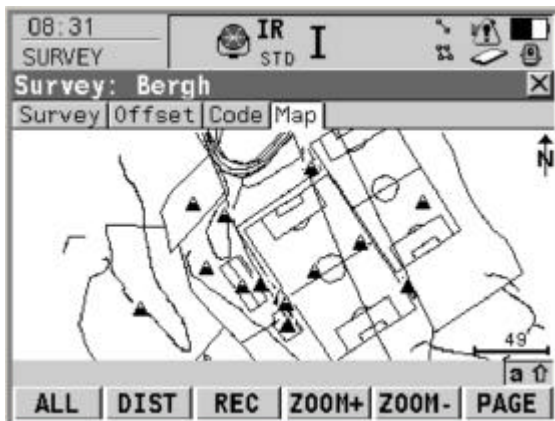 08:31
SURVEY
IR
STD
I
Survey: Bergh
Survey Offset Code Map
N
49'
a
ALL DIST REC ZOOM+ ZOOM- PAGE